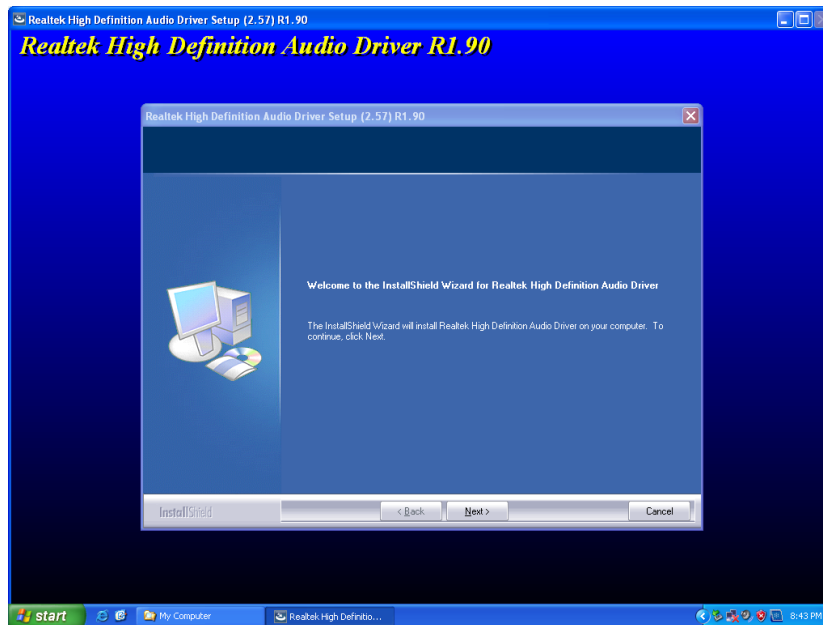 Realtek High Definition Audio Driver Setup (2.57) R1.90
Realtek High Definition Audio Driver R1.90
Realtek High Definition Audio Driver Setup (2.57) R1.90
Welcome to the InstallShield Wizard for Realtek High Definition Audio Driver
The InstallShield Wizard will install Realtek High Definition Audio Driver on your computer. To
continue, click Next.
InstallShield
< Back
Next >
Cancel
start
My Computer
Realtek High Definitio...
8:43 PM